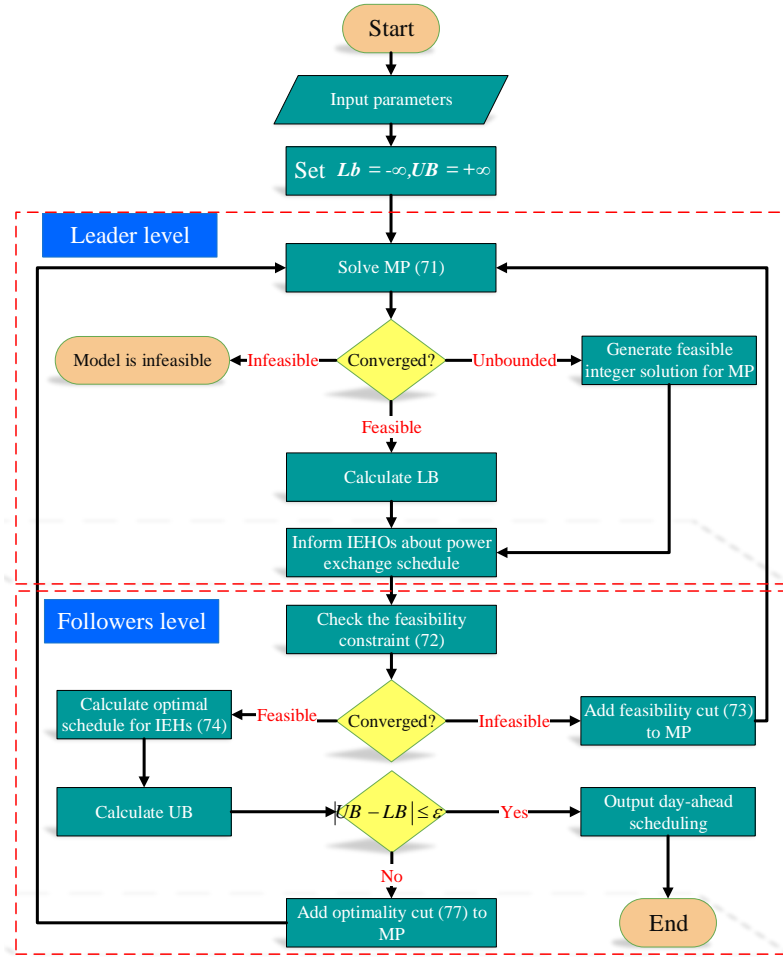 Start
Input parameters
Set Lb = -∞,UB = +∞
Leader level
Solve MP (71)
Model is infeasible
Infeasible
Converged?
Unbounded
Generate feasible
integer solution for MP
Feasible
Calculate LB
Inform IEHOs about power
exchange schedule
Followers level
Check the feasibility
constraint (72)
Calculate optimal
schedule for IEHs (74)
Feasible
Converged?
Infeasible
Add feasibility cut (73)
to MP
Calculate UB
|UB − LB| ≤ ε
Yes
Output day-ahead
scheduling
No
Add optimality cut (77) to
MP
End